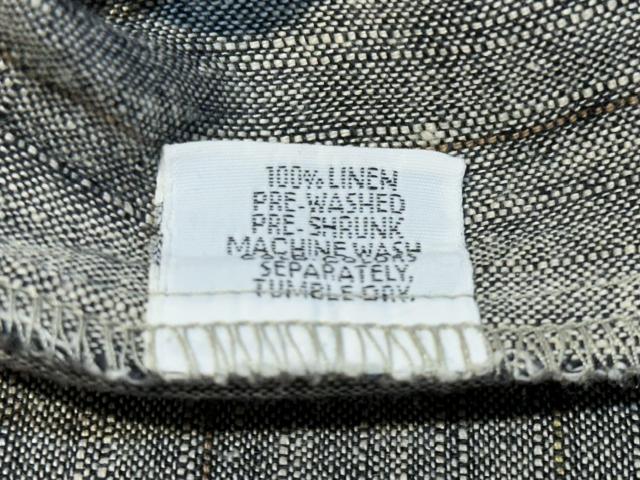 100% LINEN
PRE-WASHED
PRE-SHRUNK
MACHINE WASH
SEPARATELY,
TUMBLE DRY.